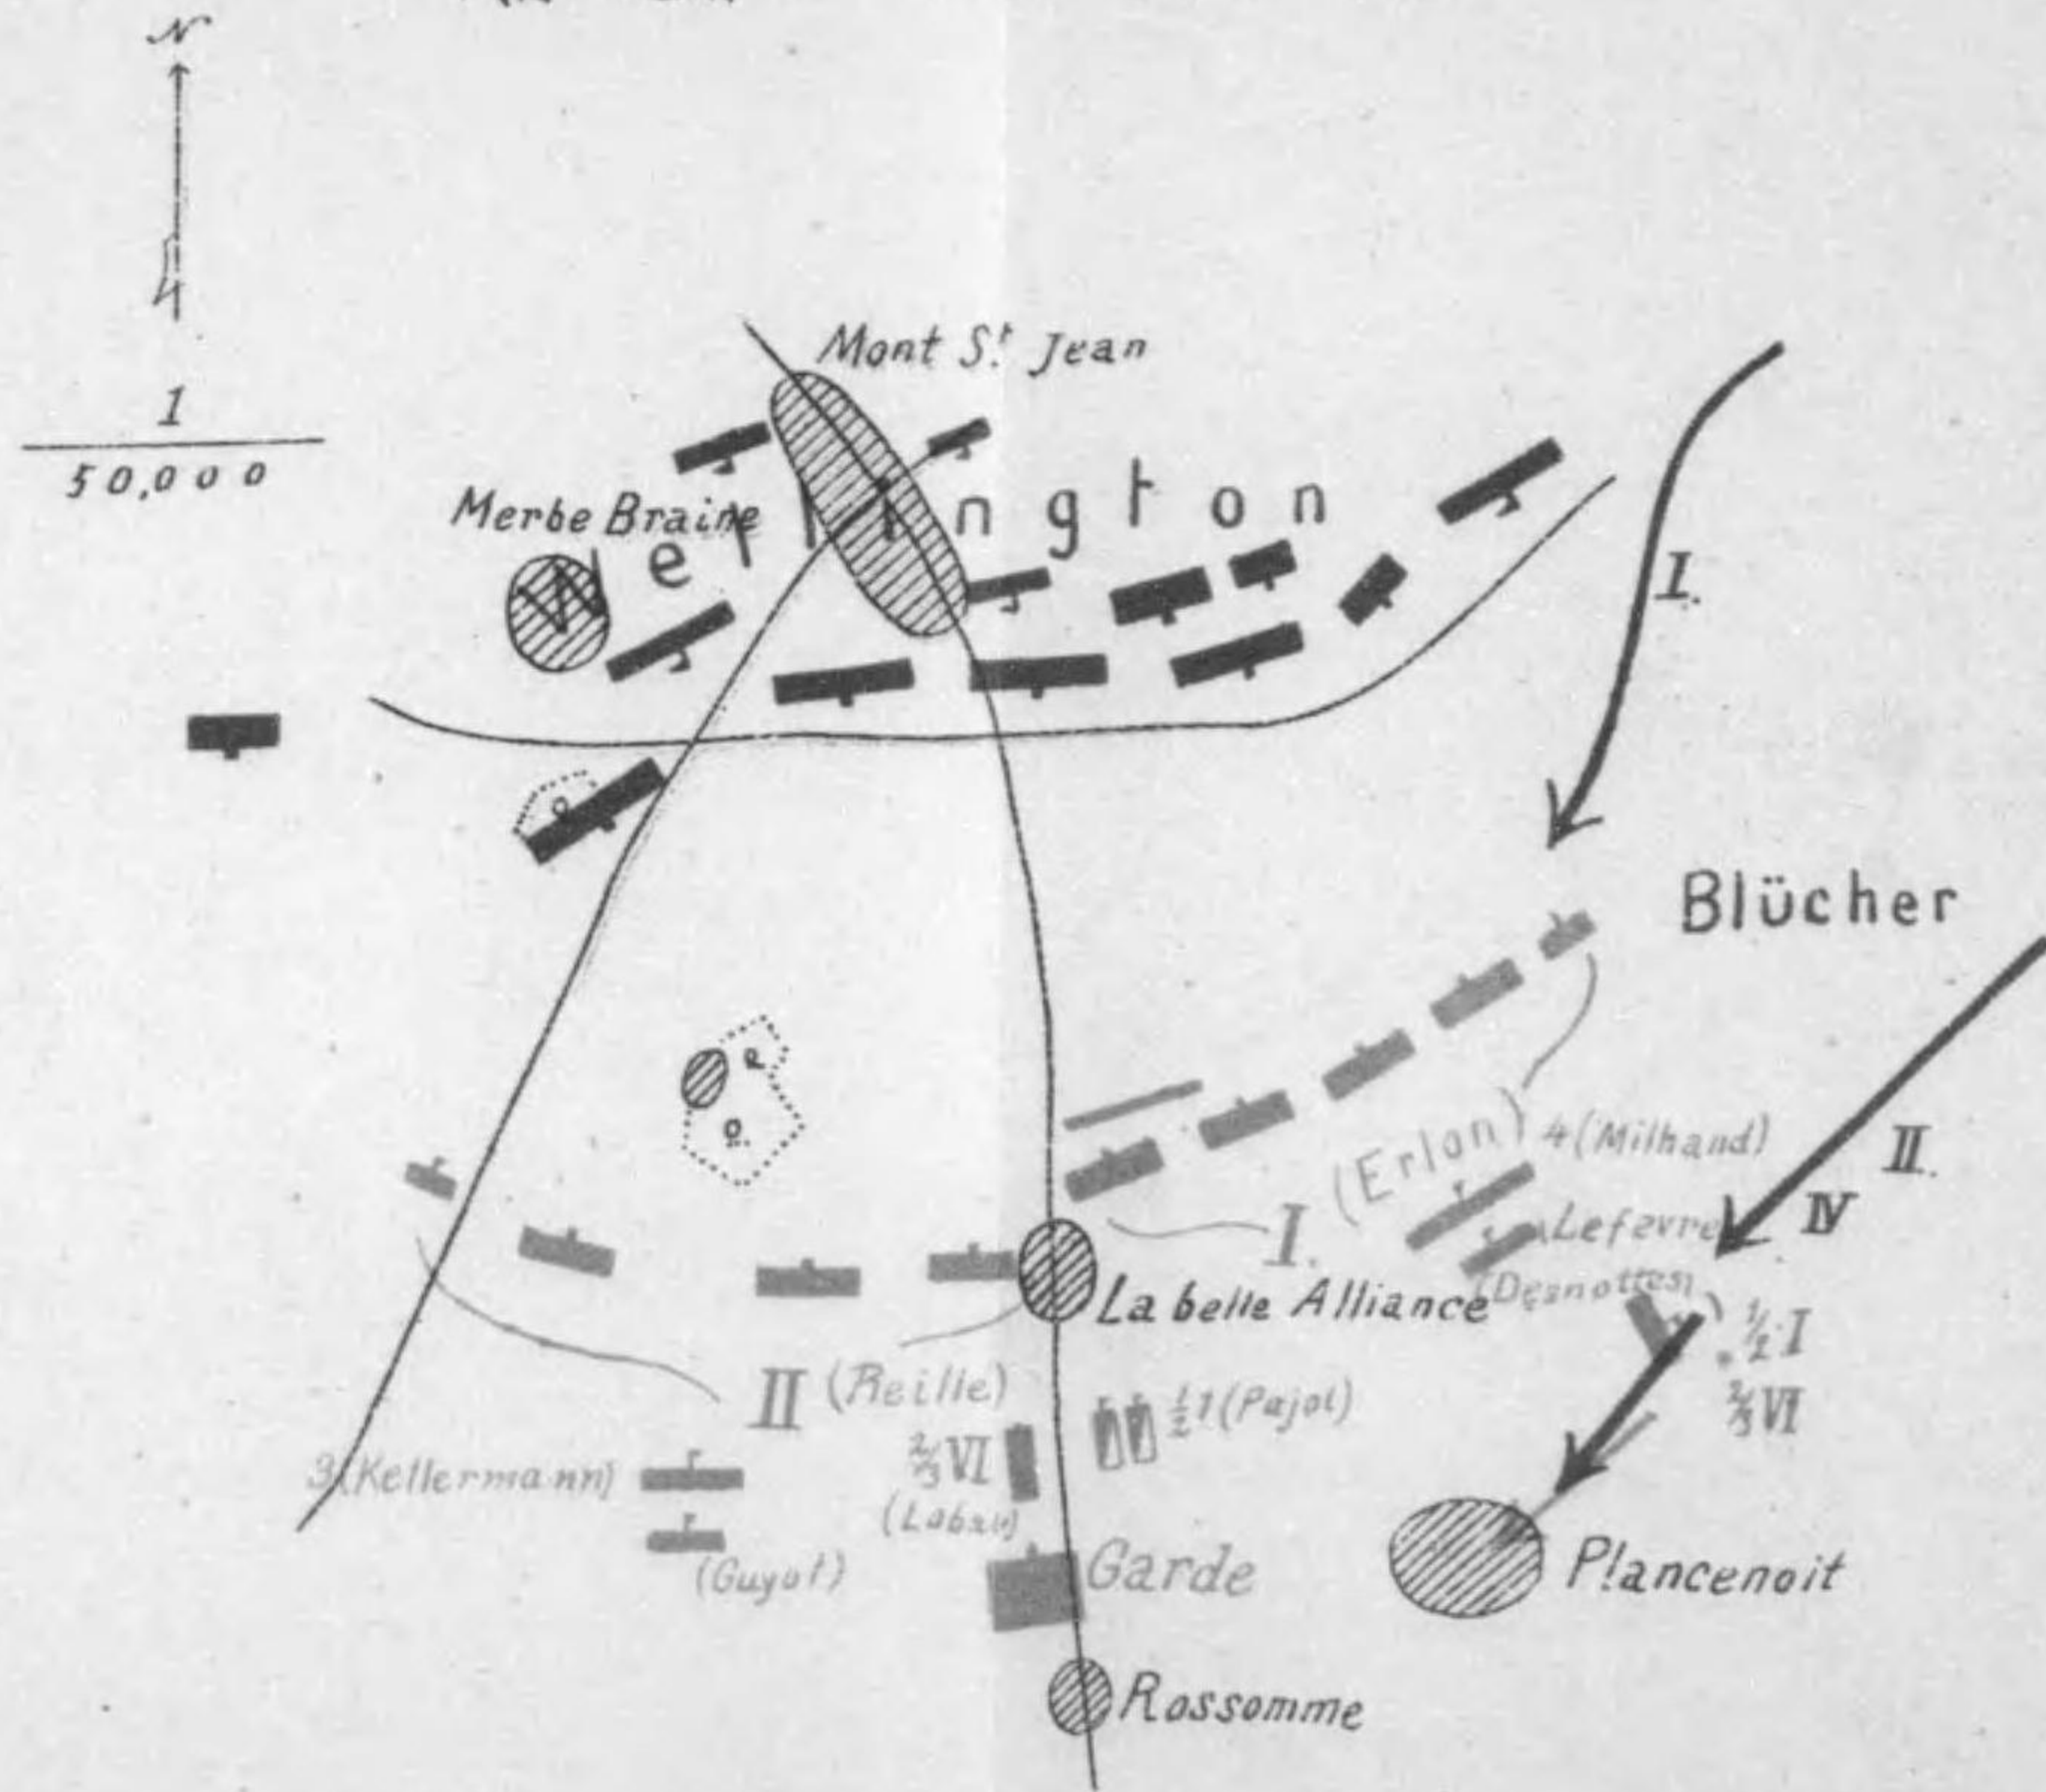 N
1
50,000
Mont St. Jean
Merbe Braine
Wellington
I.
Blücher
(Erlon)
4 (Milhand)
II.
IV
Lefevre
(Desnottes)
I.
La belle Alliance
1/2 I
2/3 VI
II (Reille)
1/2 1 (Pajol)
2/3 VI
3 (Kellermann)
(Lobau)
(Guyot)
Garde
Plancenoit
Rossomme